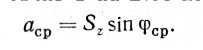 a_ср = S_z sin φ_ср.